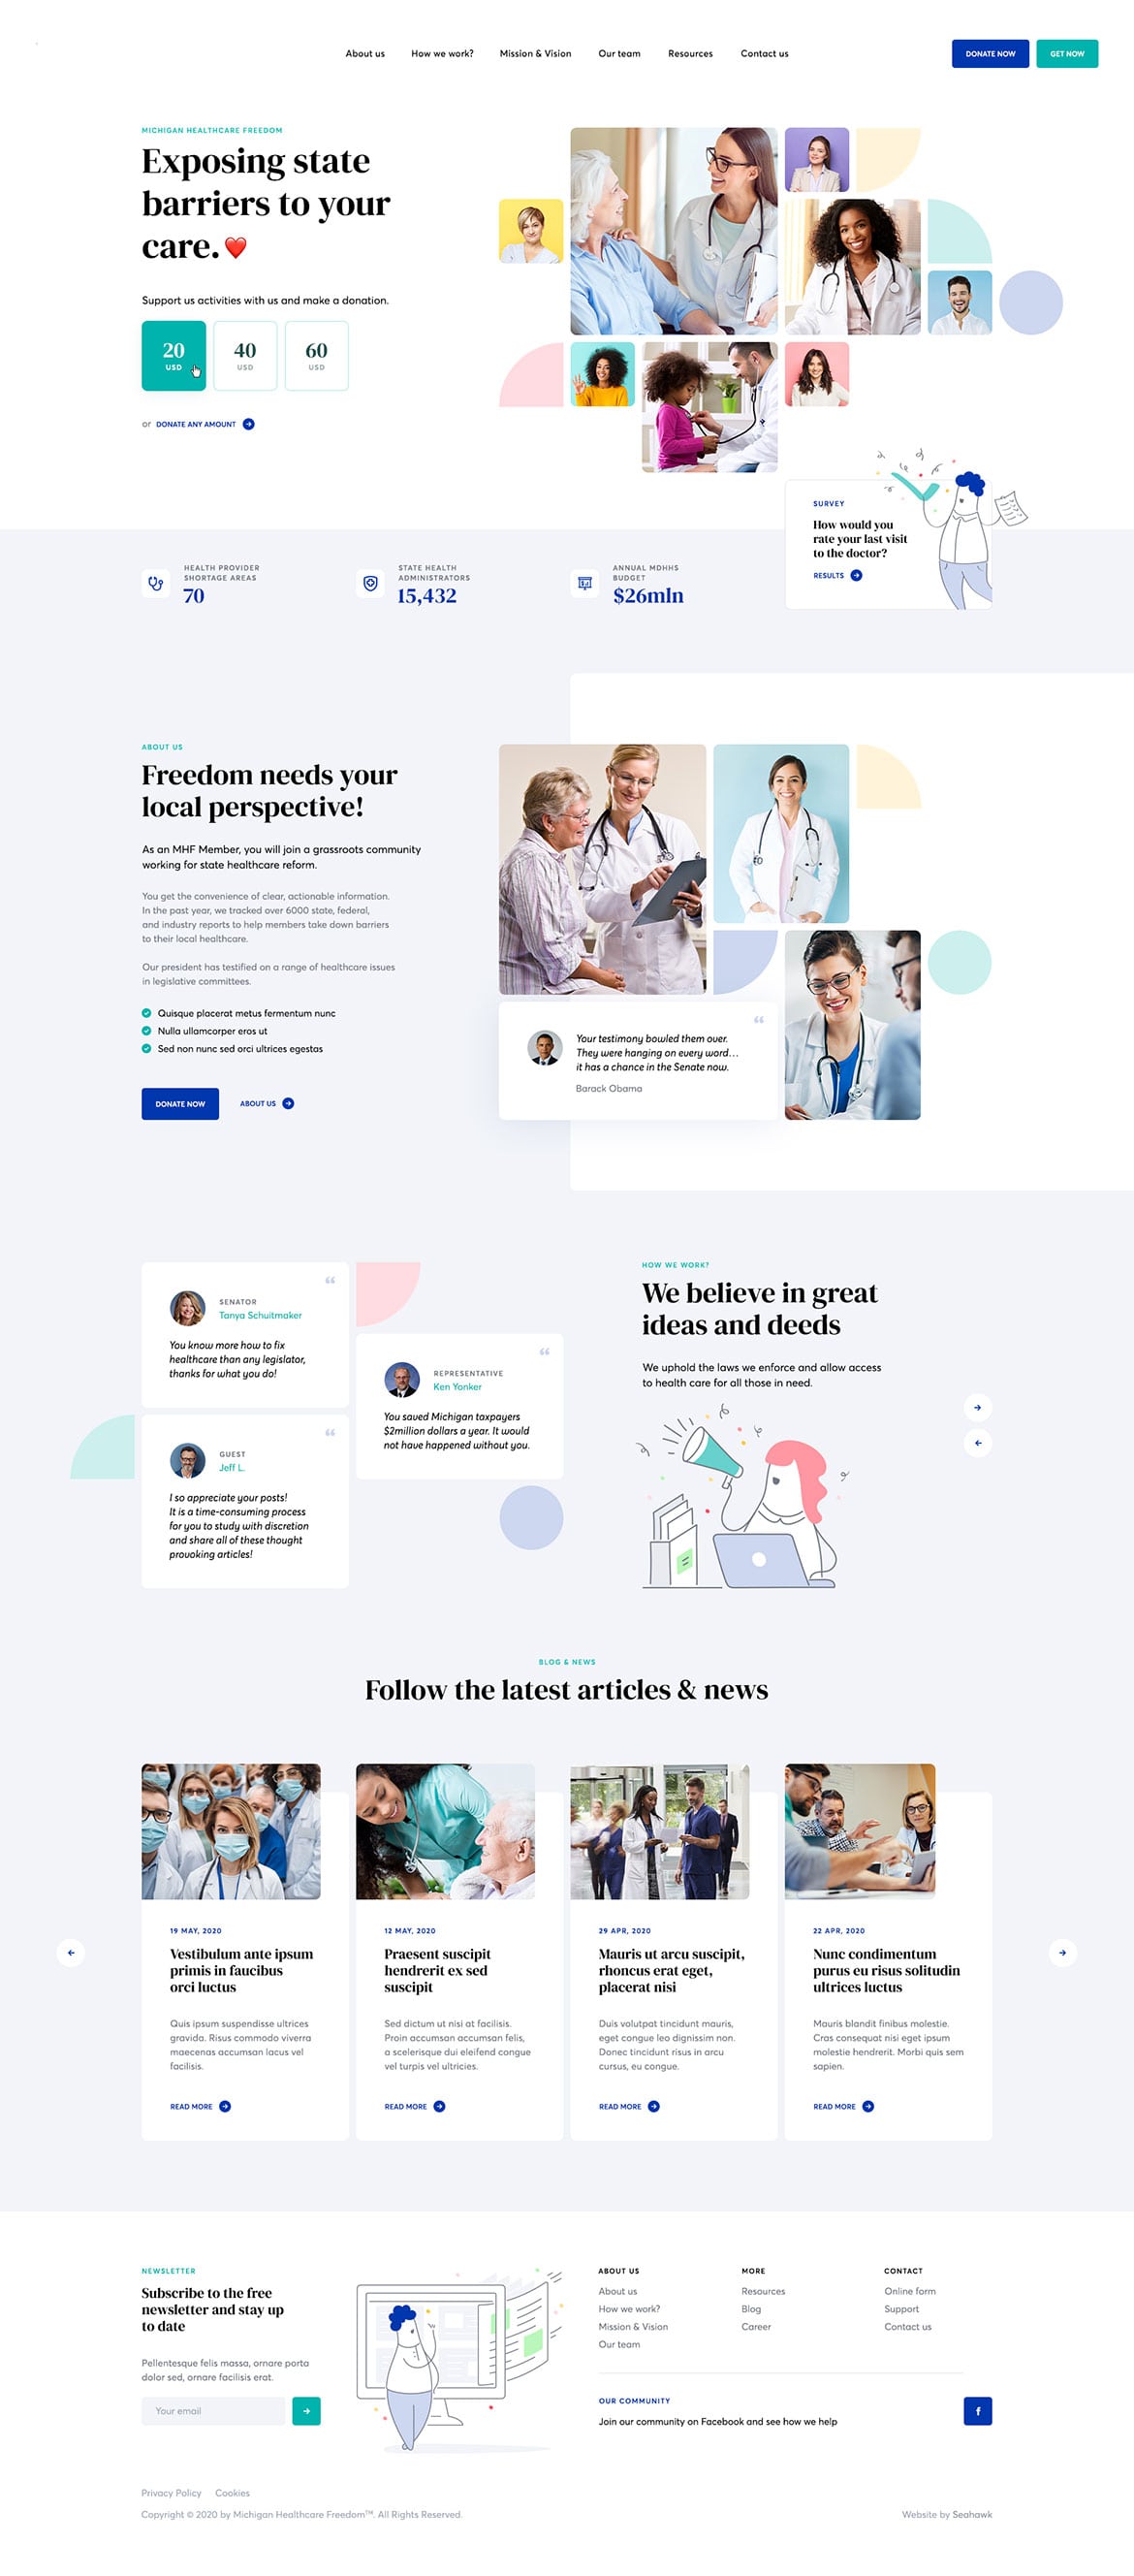 About us How we work? Mission & Vision Our team Resources Contact us DONATE NOW GET NOW
MICHIGAN HEALTHCARE FREEDOM
Exposing state
barriers to your
care.
Support us activities with us and make a donation.
20 40 60
USD USD USD
or DONATE ANY AMOUNT
SURVEY
How would you
rate your last visit
to the doctor?
RESULTS
HEALTH PROVIDER
SHORTAGE AREAS
70
STATE HEALTH
ADMINISTRATORS
15,432
ANNUAL MDHHS
BUDGET
$26mln
ABOUT US
Freedom needs your
local perspective!
As an MHF Member, you will join a grassroots community
working for state healthcare reform.
You get the convenience of clear, actionable information.
In the past year, we tracked over 6000 state, federal,
and industry reports to help members take down barriers
to their local healthcare.
Our president has testified on a range of healthcare issues
in legislative committees.
Quisque placerat metus fermentum nunc
Nulla ullamcorper eros ut
Sed non nunc sed orci ultrices egestas
DONATE NOW ABOUT US
“
Your testimony bowled them over.
They were hanging on every word...
it has a chance in the Senate now.
Barack Obama
“
SENATOR
Tanya Schuitmaker
You know more how to fix
healthcare than any legislator,
thanks for what you do!
“
REPRESENTATIVE
Ken Yonker
You saved Michigan taxpayers
$2million dollars a year. It would
not have happened without you.
“
GUEST
Jeff L.
I so appreciate your posts!
It is a time-consuming process
for you to study with discretion
and share all of these thought
provoking articles!
HOW WE WORK?
We believe in great
ideas and deeds
We uphold the laws we enforce and allow access
to health care for all those in need.
BLOG & NEWS
Follow the latest articles & news
19 MAY, 2020
Vestibulum ante ipsum
primis in faucibus
orci luctus
Quis ipsum suspendisse ultrices
gravida. Risus commodo viverra
maecenas accumsan lacus vel
facilisis.
READ MORE
12 MAY, 2020
Praesent suscipit
hendrerit ex sed
suscipit
Sed dictum ut nisi at facilisis.
Proin accumsan accumsan felis,
a scelerisque dui eleifend congue
vel turpis vel ultricies.
READ MORE
29 APR, 2020
Mauris ut arcu suscipit,
rhoncus erat eget,
placerat nisi
Duis volutpat tincidunt mauris,
eget congue leo dignissim non.
Donec tincidunt risus in arcu
cursus, eu congue.
READ MORE
22 APR, 2020
Nunc condimentum
purus eu risus solitudin
ultrices luctus
Mauris blandit finibus molestie.
Cras consequat nisi eget ipsum
molestie hendrerit. Morbi quis sem
sapien.
READ MORE
NEWSLETTER
Subscribe to the free
newsletter and stay up
to date
Pellentesque felis massa, ornare porta
dolor sed, ornare facilisis erat.
Your email
ABOUT US
About us
How we work?
Mission & Vision
Our team
MORE
Resources
Blog
Career
CONTACT
Online form
Support
Contact us
OUR COMMUNITY
Join our community on Facebook and see how we help
f
Privacy Policy Cookies
Copyright © 2020 by Michigan Healthcare Freedom™. All Rights Reserved.
Website by Seahawk